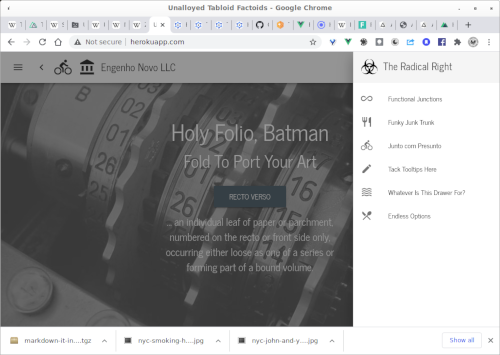 Unalloyed Tabloid Factoids - Google Chrome
Not secure | herokuapp.com
Engenho Novo LLC
The Radical Right
Holy Folio, Batman
Fold To Port Your Art
RECTO VERSO
... an individual leaf of paper or parchment,
numbered on the recto or front side only,
occurring either loose as one of a series or
forming part of a bound volume.
Functional Junctions
Funky Junk Trunk
Junto com Presunto
Tack Tooltips Here
Whatever Is This Drawer For?
Endless Options
markdown-it-in....tgz
nyc-smoking-h....jpg
nyc-john-and-y....jpg
Show all